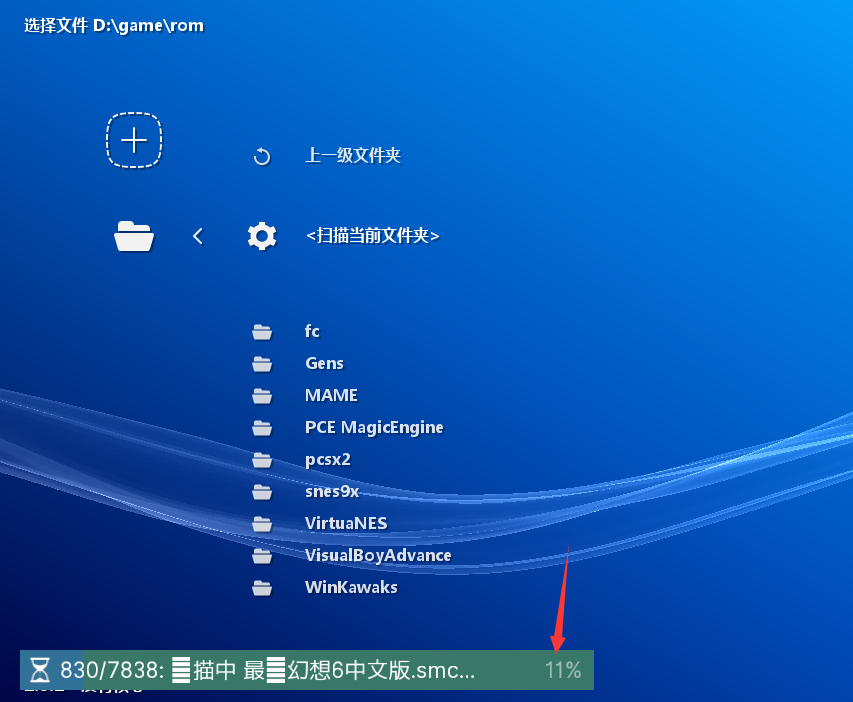 选择文件 D:\game\rom
上一级文件夹
<扫描当前文件夹>
fc
Gens
MAME
PCE MagicEngine
pcsx2
snes9x
VirtuaNES
VisualBoyAdvance
WinKawaks
830/7838: 描中 最幻想6中文版.smc... 11%